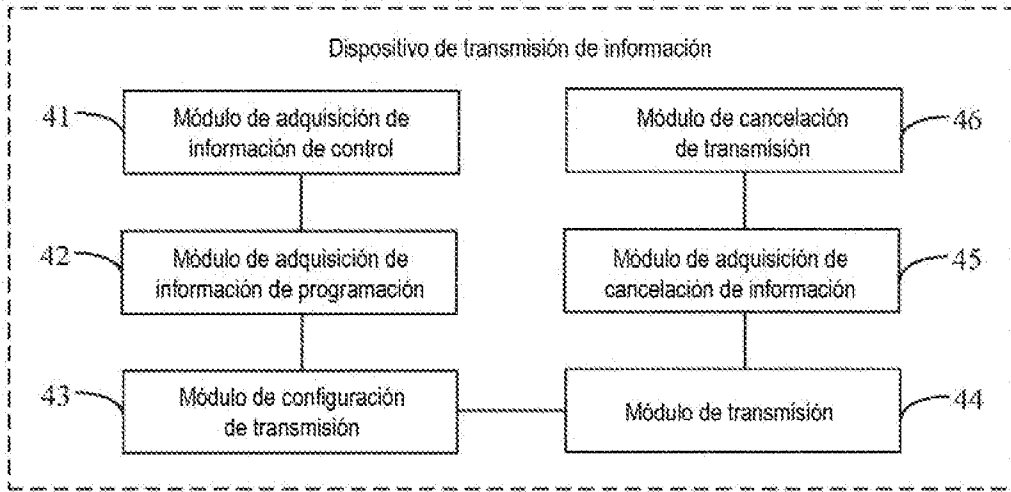 Dispositivo de transmisión de información
41
Módulo de adquisición de
información de control
42
Módulo de adquisición de
información de programación
43
Módulo de configuración
de transmisión
46
Módulo de cancelación
de transmisión
45
Módulo de adquisición de
cancelación de información
Módulo de transmisión
44